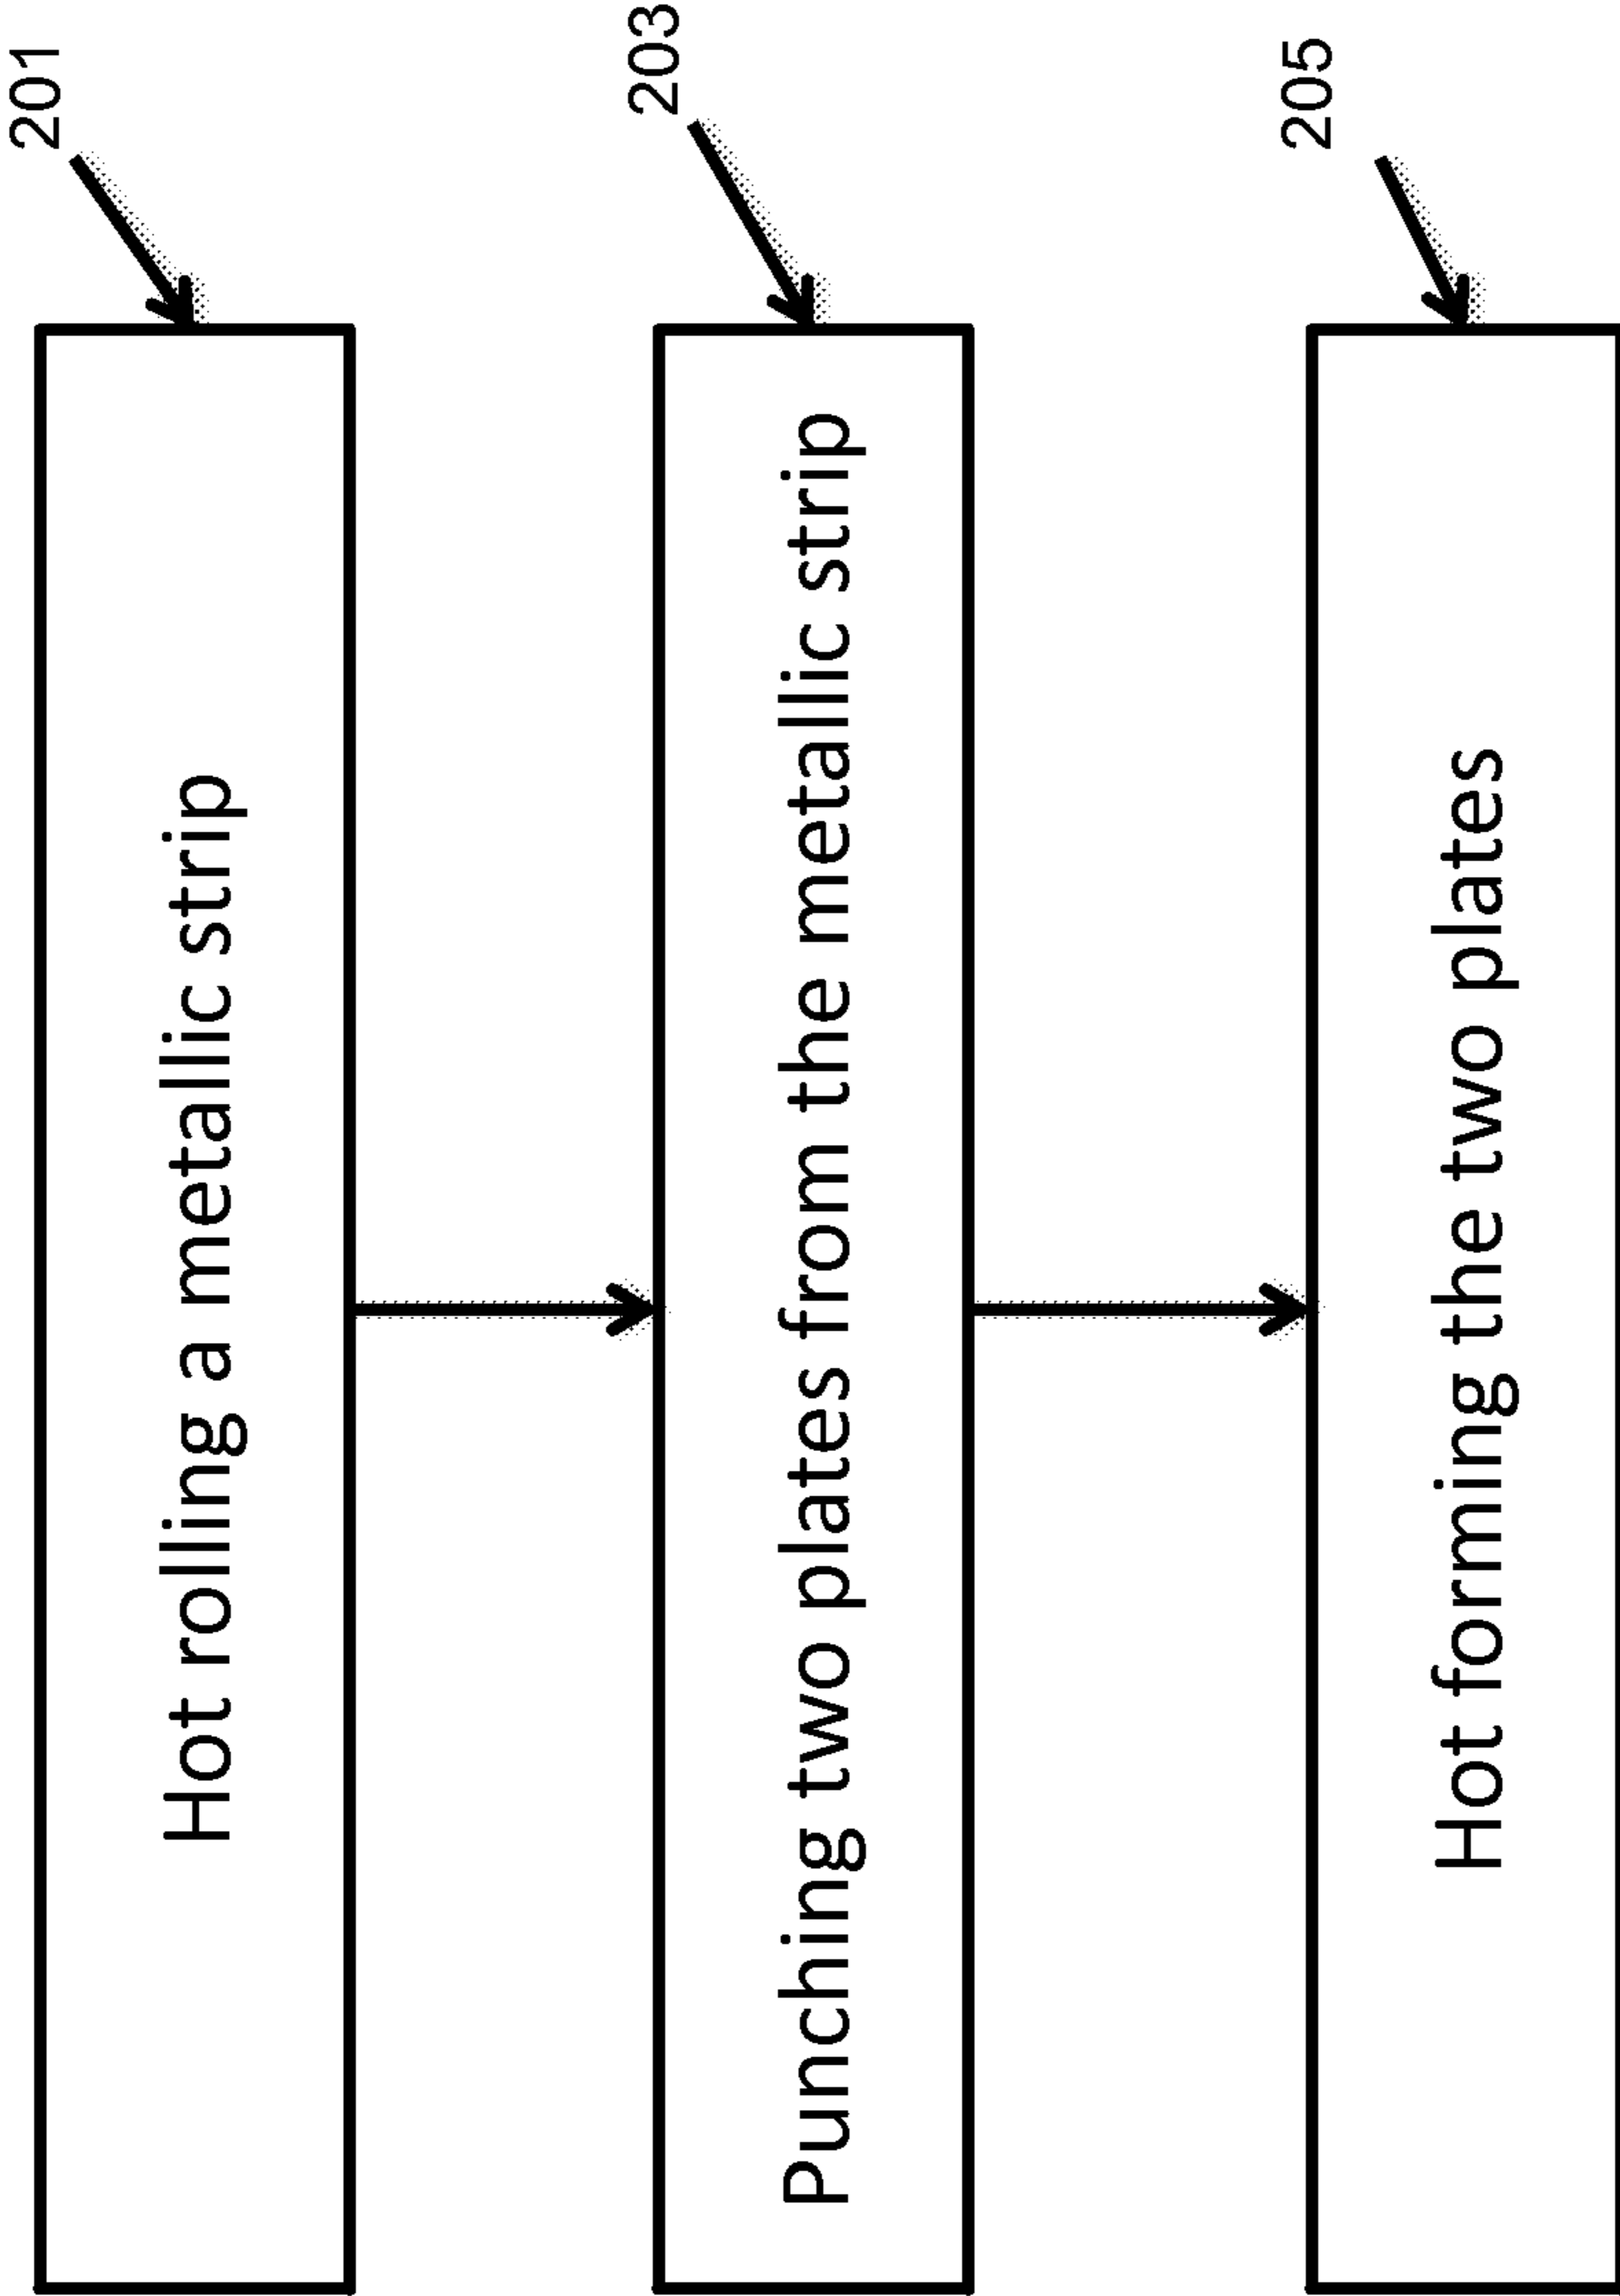 201
Hot rolling a metallic strip
203
Punching two plates from the metallic strip
205
Hot forming the two plates